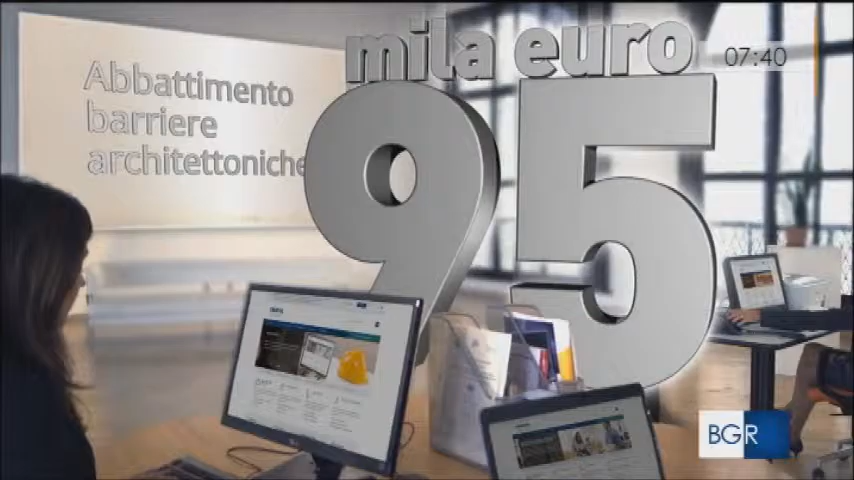 mila euro
95
07:40
Abbattimento
barriere
architettoniche
BGR